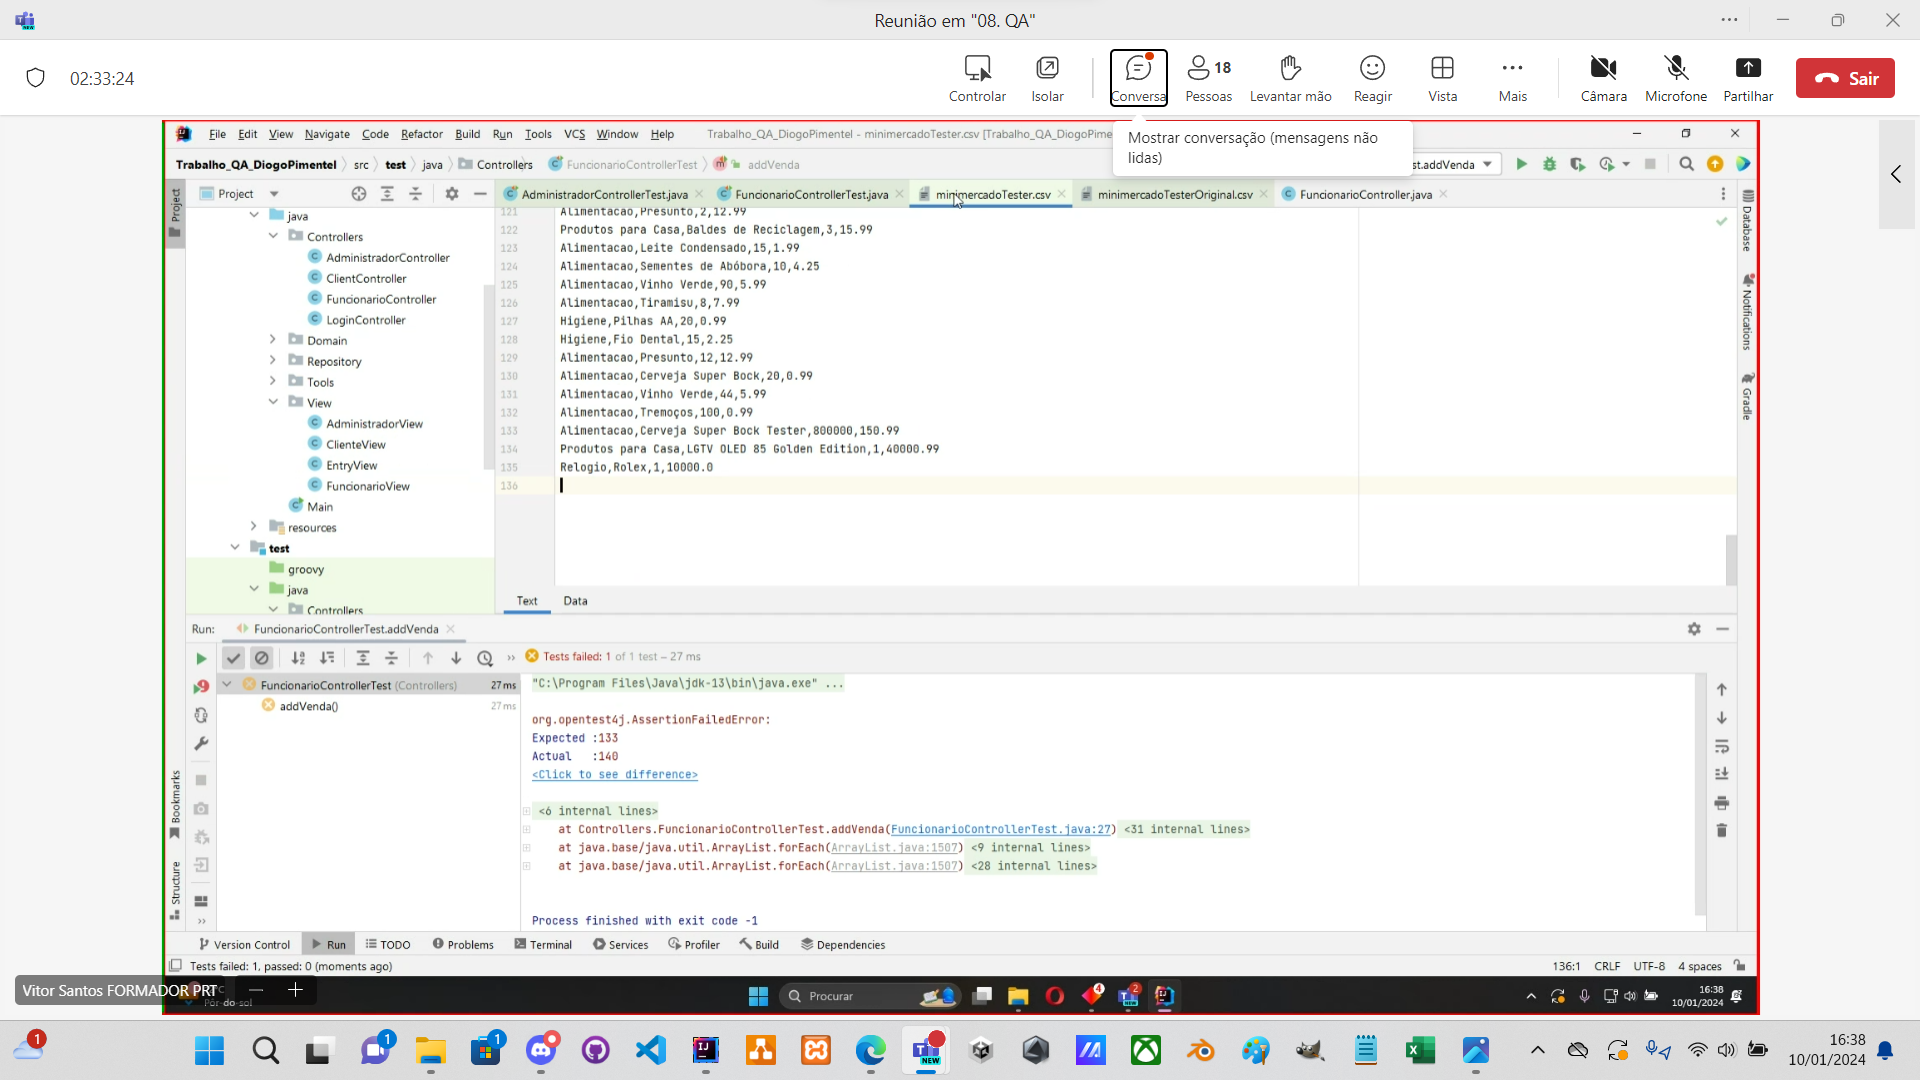 Reunião em "08. QA"
02:33:24
Controlar
Isolar
Conversa
18
Pessoas
Levantar mão
Reagir
Vista
Mais
Câmara
Microfone
Partilhar
Sair
Mostrar conversação (mensagens não
lidas)
File Edit View Navigate Code Refactor Build Run Tools VCS Window Help
Trabalho_QA_DiogoPimentel - minimercadoTester.csv [Trabalho_QA_DiogoPime
Trabalho_QA_DiogoPimentel src test java Controllers FuncionarioControllerTest addVenda
st.addVenda
Project
Project
AdministradorControllerTest.java
FuncionarioControllerTest.java
minimercadoTester.csv
minimercadoTesterOriginal.csv
FuncionarioController.java
java
Controllers
AdministradorController
ClientController
FuncionarioController
LoginController
Domain
Repository
Tools
View
AdministradorView
ClienteView
EntryView
FuncionarioView
Main
resources
test
groovy
java
Controllers
121 Alimentacao,Presunto,2,12.99
122 Produtos para Casa,Baldes de Reciclagem,3,15.99
123 Alimentacao,Leite Condensado,15,1.99
124 Alimentacao,Sementes de Abóbora,10,4.25
125 Alimentacao,Vinho Verde,90,5.99
126 Alimentacao,Tiramisu,8,7.99
127 Higiene,Pilhas AA,20,0.99
128 Higiene,Fio Dental,15,2.25
129 Alimentacao,Presunto,12,12.99
130 Alimentacao,Cerveja Super Bock,20,0.99
131 Alimentacao,Vinho Verde,44,5.99
132 Alimentacao,Tremoços,100,0.99
133 Alimentacao,Cerveja Super Bock Tester,800000,150.99
134 Produtos para Casa,LGTV OLED 85 Golden Edition,1,40000.99
135 Relogio,Rolex,1,10000.0
136
Text Data
Database
Notifications
Gradle
Run: FuncionarioControllerTest.addVenda
Tests failed: 1 of 1 test – 27 ms
FuncionarioControllerTest (Controllers) 27 ms
addVenda() 27 ms
"C:\Program Files\Java\jdk-13\bin\java.exe" ...
org.opentest4j.AssertionFailedError:
Expected :133
Actual   :140
<Click to see difference>
<6 internal lines>
at Controllers.FuncionarioControllerTest.addVenda(FuncionarioControllerTest.java:27) <31 internal lines>
at java.base/java.util.ArrayList.forEach(ArrayList.java:1507) <9 internal lines>
at java.base/java.util.ArrayList.forEach(ArrayList.java:1507) <28 internal lines>
Process finished with exit code -1
Bookmarks
Structure
Version Control Run TODO Problems Terminal Services Profiler Build Dependencies
Tests failed: 1, passed: 0 (moments ago)
136:1 CRLF UTF-8 4 spaces
Vitor Santos FORMADOR PRT
Pôr-do-sol
Procurar
4
2
16:38
10/01/2024
1
1
1
NEW
16:38
10/01/2024